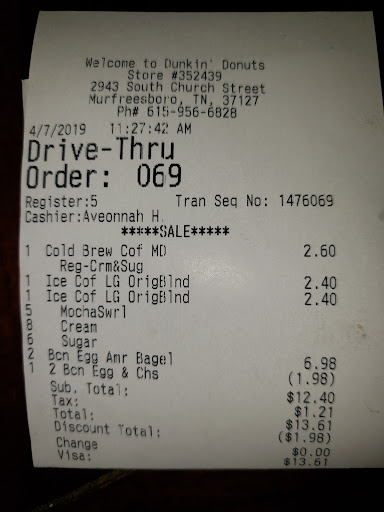 Welcome to Dunkin' Donuts
Store #352439
2943 South Church Street
Murfreesboro, TN, 37127
Ph# 615-956-6828
4/7/2019 11:27:42 AM
Drive-Thru
Order: 069
Register:5 Tran Seq No: 1476069
Cashier:Aveonnah H.
*****SALE*****
1 Cold Brew Cof MD 2.60
Reg-Crm&Sug
1 Ice Cof LG OrigBlnd 2.40
1 Ice Cof LG OrigBlnd 2.40
5 MochaSwrl
8 Cream
6 Sugar
2 Bcn Egg Amr Bagel 6.98
1 2 Bcn Egg & Chs (1.98)
Sub. Total: $12.40
Tax: $1.21
Total: $13.61
Discount Total: ($1.98)
Change $0.00
Visa: $13.61